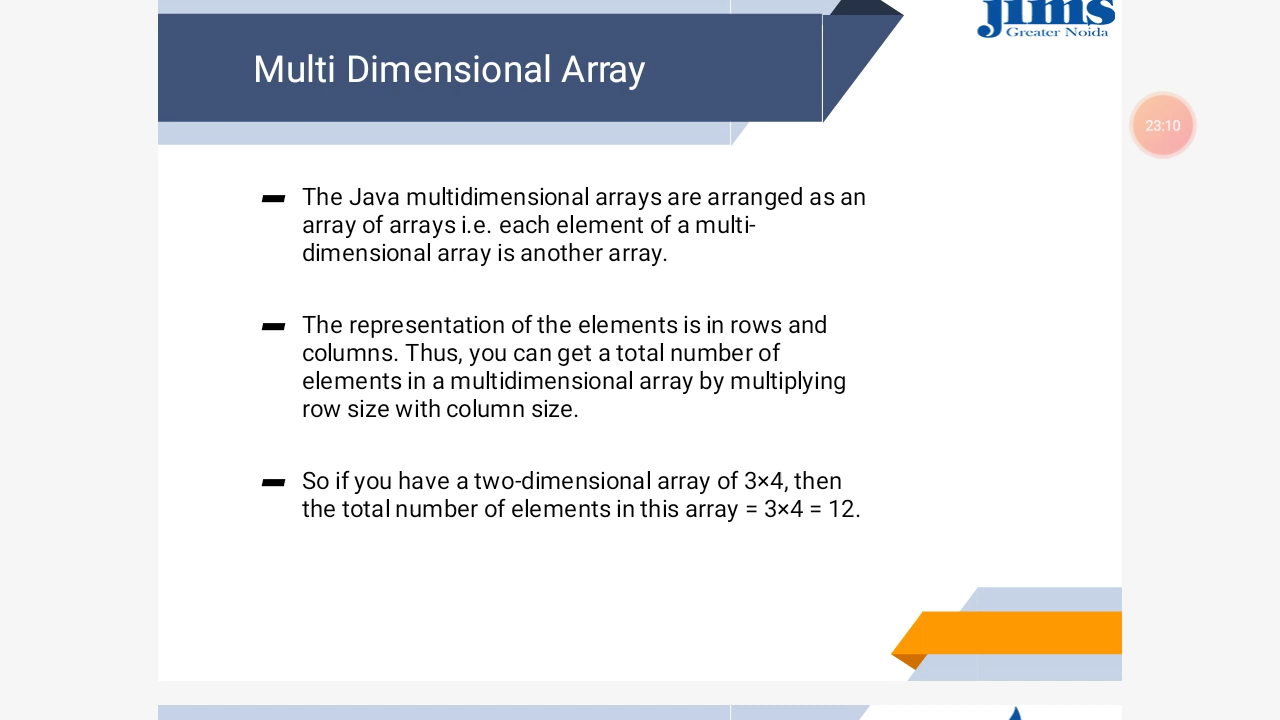 jims
Greater Noida
Multi Dimensional Array
23:10
The Java multidimensional arrays are arranged as an
array of arrays i.e. each element of a multi-
dimensional array is another array.
The representation of the elements is in rows and
columns. Thus, you can get a total number of
elements in a multidimensional array by multiplying
row size with column size.
So if you have a two-dimensional array of 3×4, then
the total number of elements in this array = 3×4 = 12.